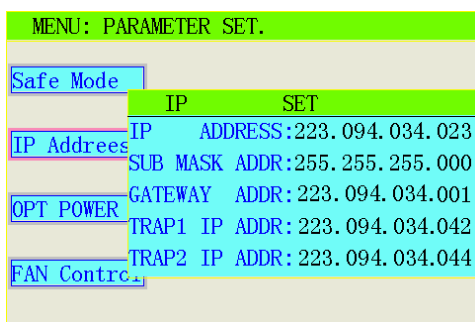 MENU: PARAMETER SET.
Safe Mode
IP SET
IP ADDRESS:223.094.034.023
IP Addrees
SUB MASK ADDR:255.255.255.000
GATEWAY ADDR:223.094.034.001
OPT POWER
TRAP1 IP ADDR:223.094.034.042
TRAP2 IP ADDR:223.094.034.044
FAN Control